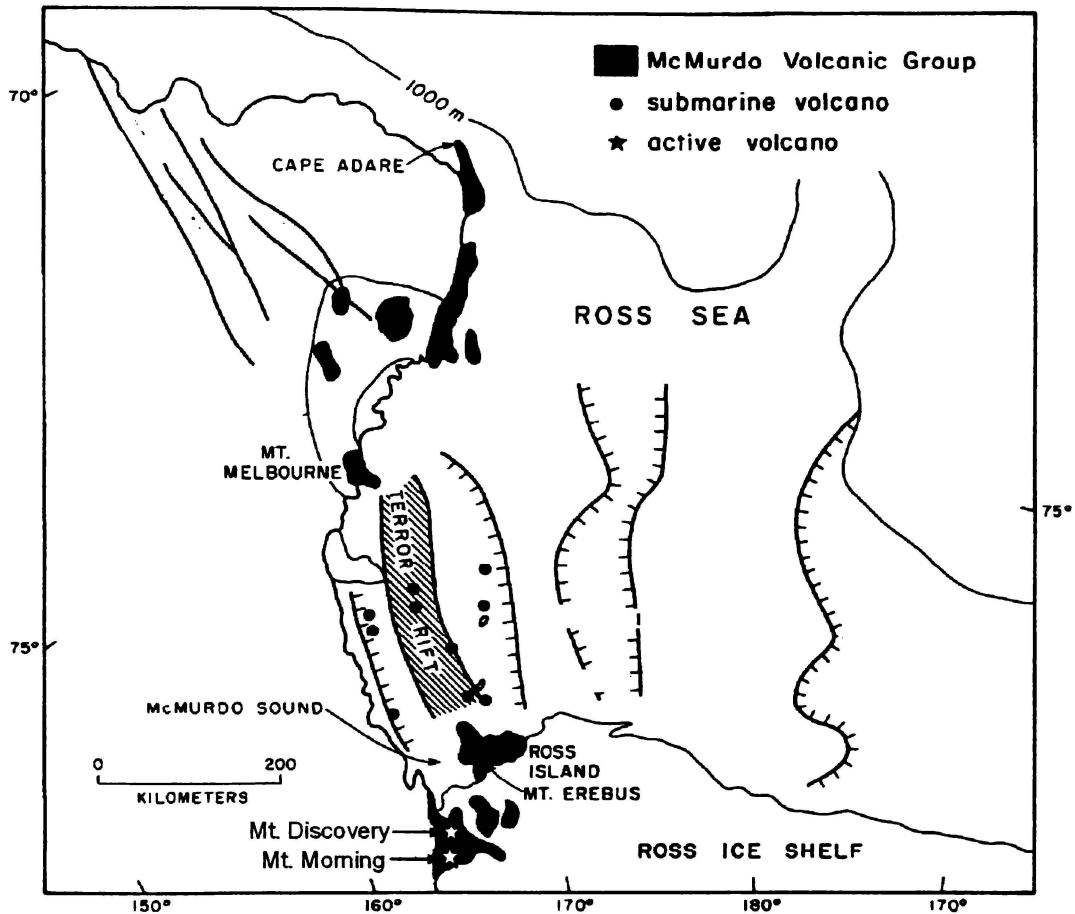 McMURDO VOLCANIC GROUP
submarine volcano
active volcano
70°
1000 m
CAPE ADARE
ROSS SEA
MT.
MELBOURNE
TERROR
RIFT
75°
75°
McMURDO SOUND
0 200
KILOMETERS
ROSS
ISLAND
MT. EREBUS
Mt. Discovery
Mt. Morning
ROSS ICE SHELF
150° 160° 170° 180° 170°